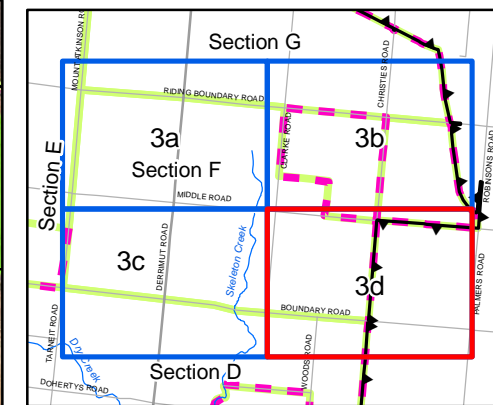 Section G
MOUNT ATKINSON RO
RIDING BOUNDARY ROAD
CHRISTIES ROAD
3a
3b
CLARKE ROAD
Section E
Section F
ROBINSONS ROAD
MIDDLE ROAD
3c
DERRIMUT ROAD
Skeleton Creek
3d
PALMERS ROAD
BOUNDARY ROAD
TARNEIT ROAD
Dry Creek
WOODS ROAD
Section D
DOHERTYS ROAD